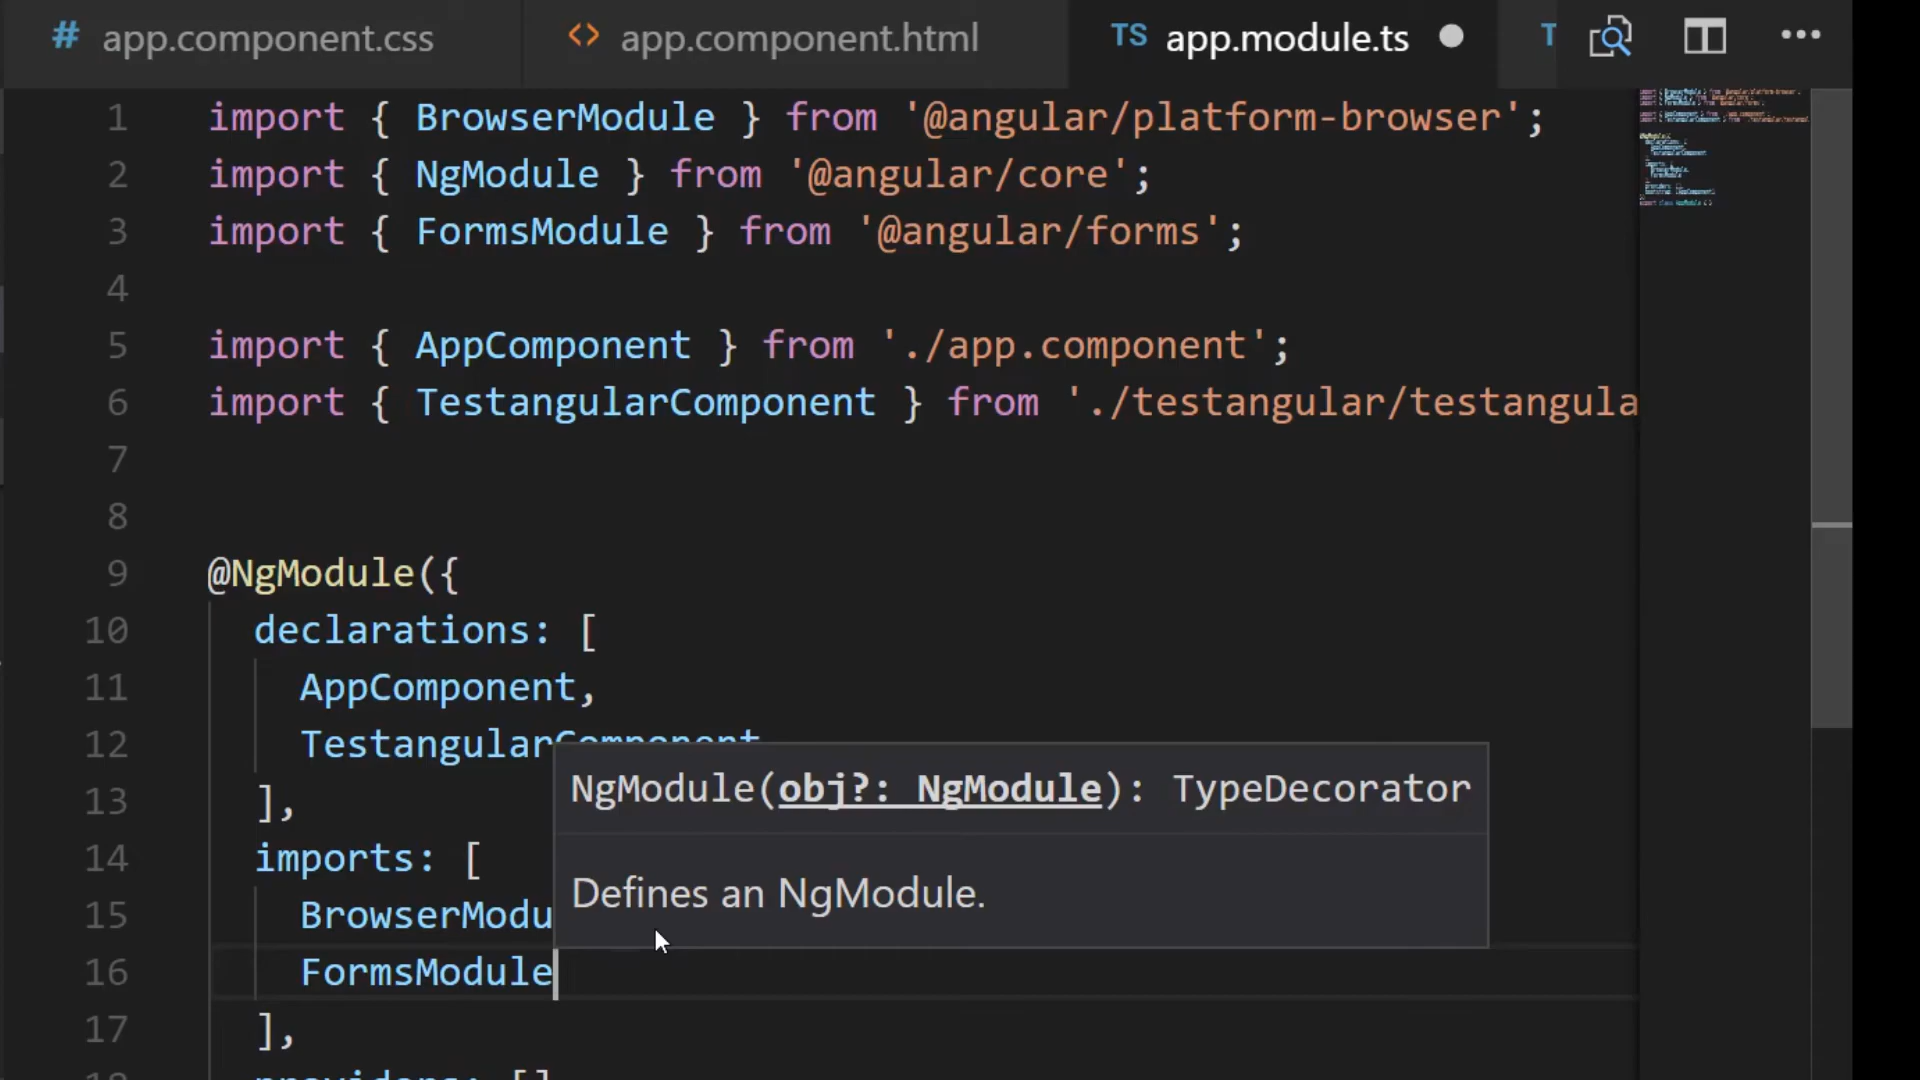 # app.component.css
<> app.component.html
TS app.module.ts
T
1 import { BrowserModule } from '@angular/platform-browser';
2 import { NgModule } from '@angular/core';
3 import { FormsModule } from '@angular/forms';
4
5 import { AppComponent } from './app.component';
6 import { TestangularComponent } from './testangular/testangula
7
8
9 @NgModule({
10 declarations: [
11 AppComponent,
12 TestangularComponent
13 ],
14 imports: [
15 BrowserModu
16 FormsModule
17 ],
18 providers: []
NgModule(obj?: NgModule): TypeDecorator
Defines an NgModule.